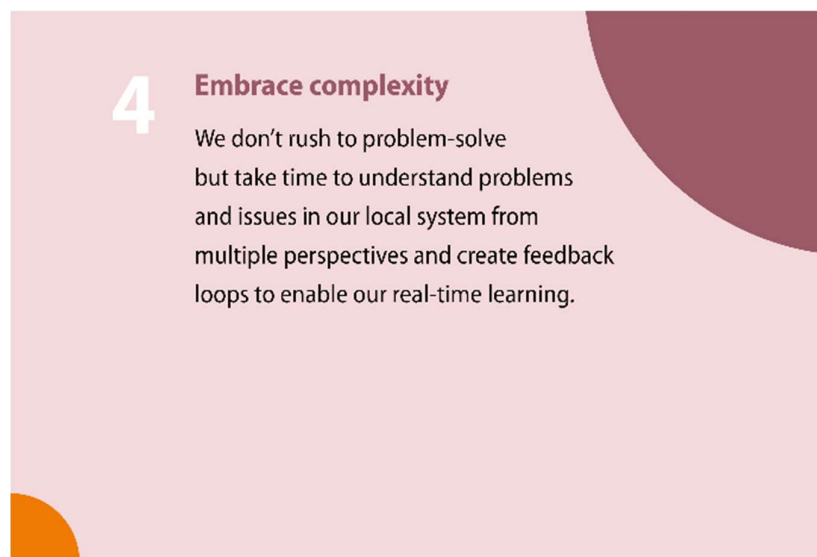 4
Embrace complexity
We don’t rush to problem-solve
but take time to understand problems
and issues in our local system from
multiple perspectives and create feedback
loops to enable our real-time learning.